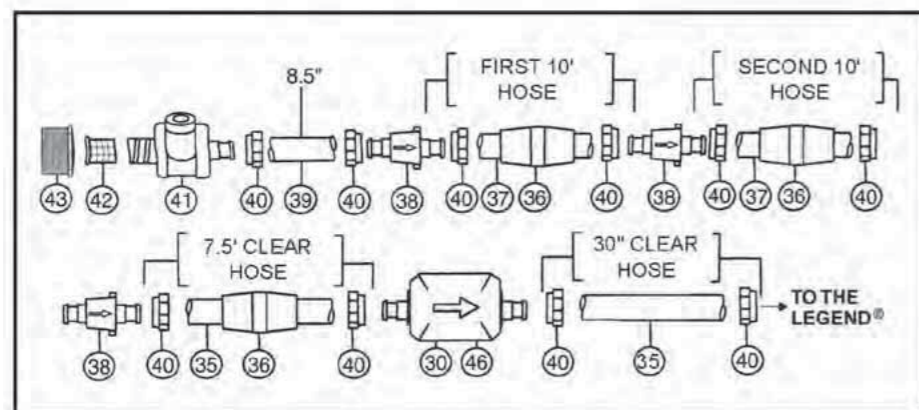 8.5"
FIRST 10'
HOSE
SECOND 10'
HOSE
43 42 41 40 39 40 38 40 37 36 40 38 40 37 36 40
7.5' CLEAR
HOSE
30" CLEAR
HOSE
TO THE
LEGEND®
38 40 35 36 40 30 46 40 35 40